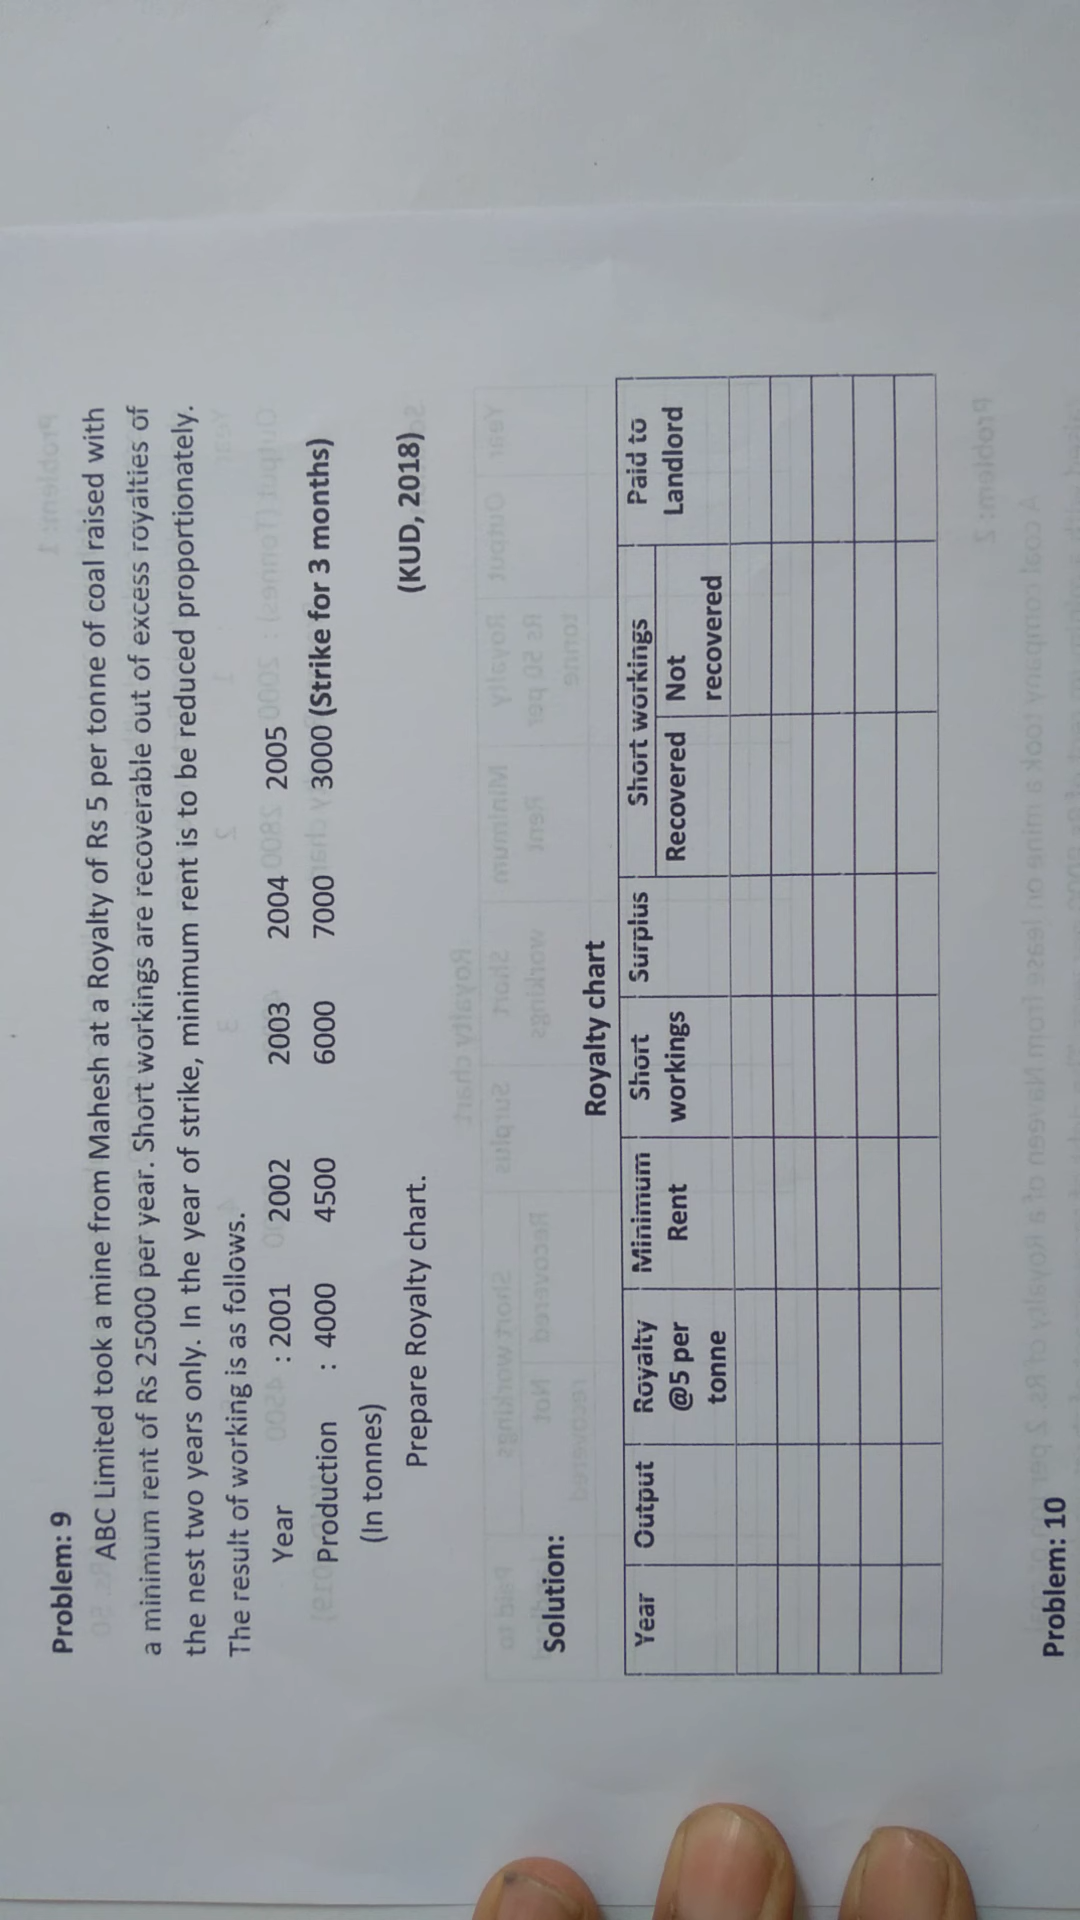 Problem: 9
ABC Limited took a mine from Mahesh at a Royalty of Rs 5 per tonne of coal raised with
a minimum rent of Rs 25000 per year. Short workings are recoverable out of excess royalties of
the nest two years only. In the year of strike, minimum rent is to be reduced proportionately.
The result of working is as follows.
Year : 2001 2002 2003 2004 2005
Production : 4000 4500 6000 7000 3000 (Strike for 3 months)
(In tonnes)
Prepare Royalty chart. (KUD, 2018)
Solution:
Royalty chart
Year Output Royalty Minimum Short Surplus Short workings Paid to
@5 per Rent workings Recovered Not Landlord
tonne recovered
Problem: 10